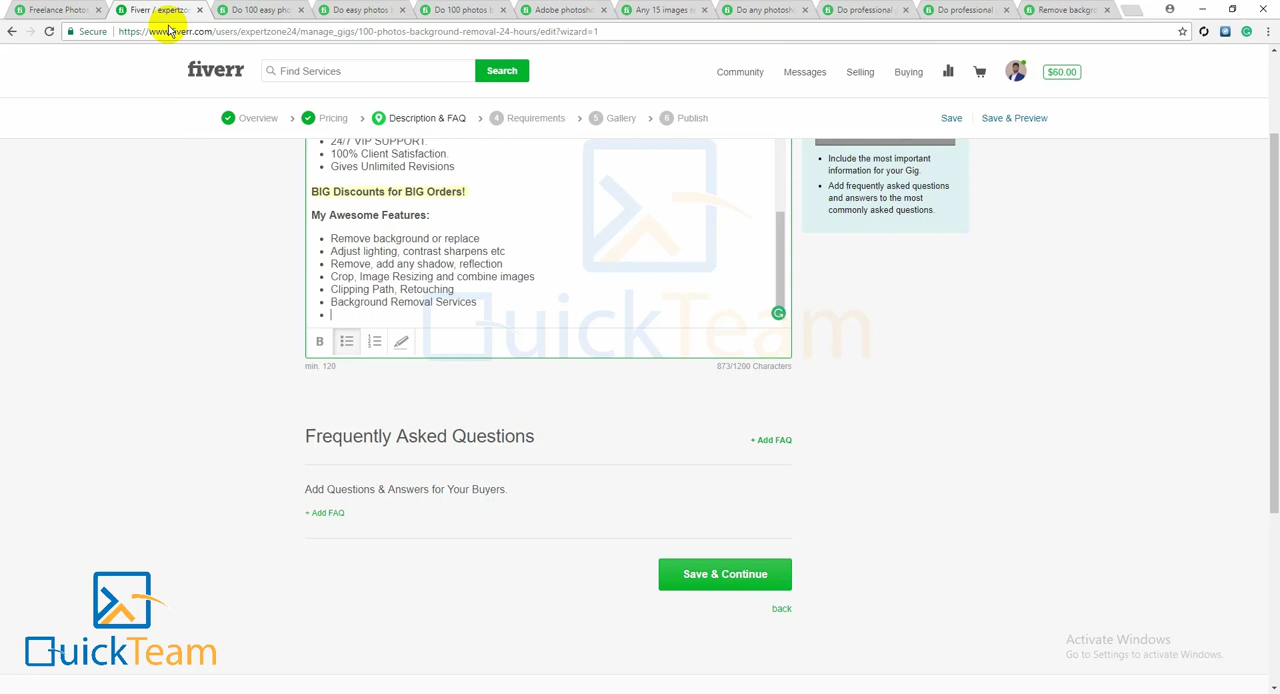 Freelance Photos
Fiverr / expertzo
Do 100 easy pho
Do easy photos
Do 100 photos b
Adobe photosh
Any 15 images e
Do any photosh
Do professional
Do professional
Remove backgr
Secure
https://www.fiverr.com/users/expertzone24/manage_gigs/100-photos-background-removal-24-hours/edit?wizard=1
fiverr
Find Services
Search
Community
Messages
Selling
Buying
$60.00
Overview
Pricing
Description & FAQ
4 Requirements
5 Gallery
6 Publish
Save
Save & Preview
24/7 VIP SUPPORT.
100% Client Satisfaction.
Gives Unlimited Revisions
BIG Discounts for BIG Orders!
My Awesome Features:
Remove background or replace
Adjust lighting, contrast sharpens etc
Remove, add any shadow, reflection
Crop, Image Resizing and combine images
Clipping Path, Retouching
Background Removal Services
B
min. 120
873/1200 Characters
Include the most important
information for your Gig.
Add frequently asked questions
and answers to the most
commonly asked questions.
QuickTeam
Frequently Asked Questions
+ Add FAQ
Add Questions & Answers for Your Buyers.
+ Add FAQ
Save & Continue
back
QuickTeam
Activate Windows
Go to Settings to activate Windows.